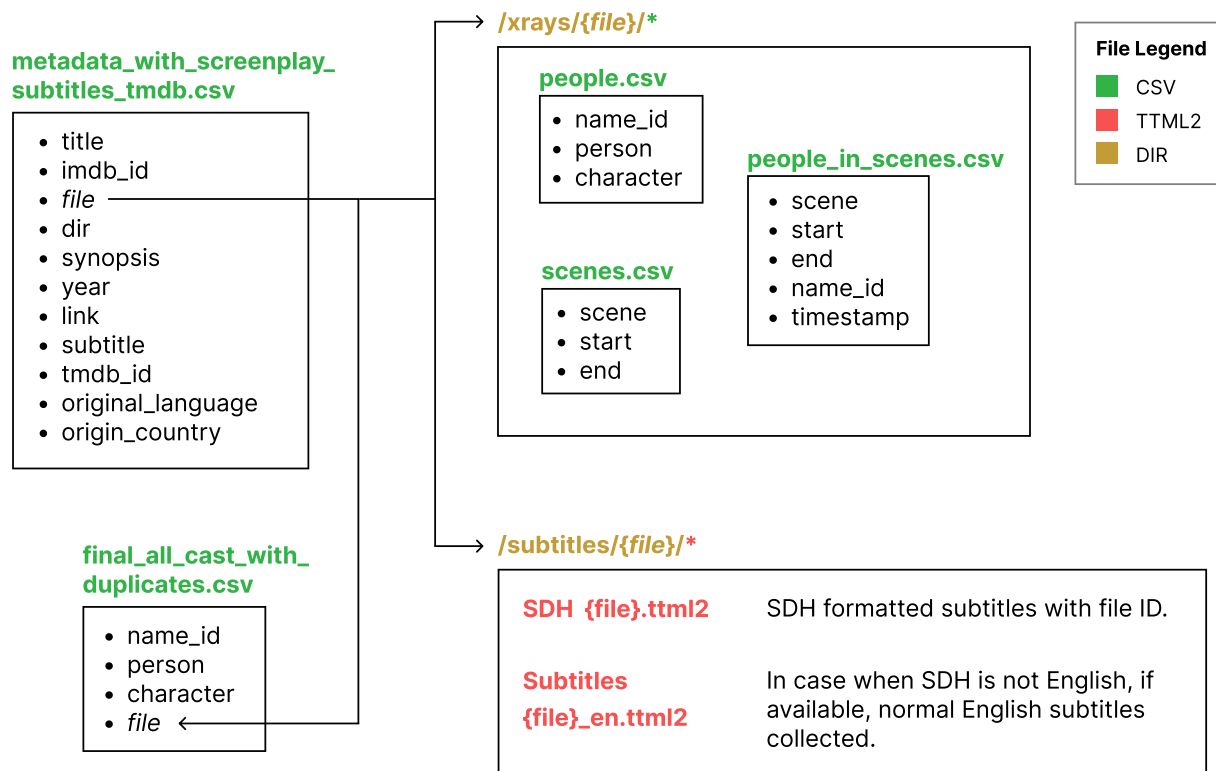 metadata_with_screenplay_
subtitles_tmdb.csv
• title
• imdb_id
• file
• dir
• synopsis
• year
• link
• subtitle
• tmdb_id
• original_language
• origin_country
final_all_cast_with_
duplicates.csv
• name_id
• person
• character
• file
/xrays/{file}/*
people.csv
• name_id
• person
• character
people_in_scenes.csv
• scene
• start
• end
• name_id
• timestamp
scenes.csv
• scene
• start
• end
/subtitles/{file}/*
SDH {file}.ttml2
SDH formatted subtitles with file ID.
Subtitles
{file}_en.ttml2
In case when SDH is not English, if
available, normal English subtitles
collected.
File Legend
CSV
TTML2
DIR